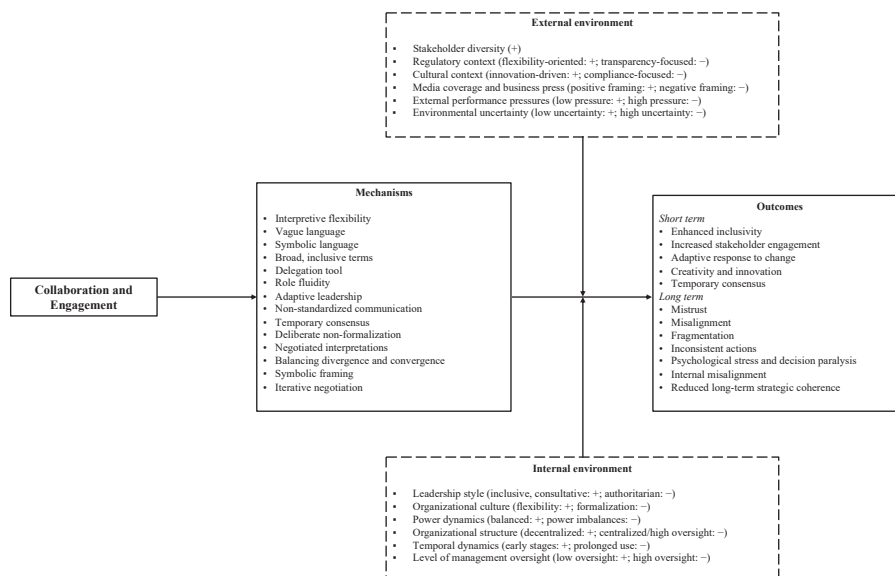 External environment
▪ Stakeholder diversity (+)
▪ Regulatory context (flexibility-oriented: +; transparency-focused: −)
▪ Cultural context (innovation-driven: +; compliance-focused: −)
▪ Media coverage and business press (positive framing: +; negative framing: −)
▪ External performance pressures (low pressure: +; high pressure: −)
▪ Environmental uncertainty (low uncertainty: +; high uncertainty: −)
Collaboration and
Engagement
Mechanisms
• Interpretive flexibility
• Vague language
• Symbolic language
• Broad, inclusive terms
• Delegation tool
• Role fluidity
• Adaptive leadership
• Non-standardized communication
• Temporary consensus
• Deliberate non-formalization
• Negotiated interpretations
• Balancing divergence and convergence
• Symbolic framing
• Iterative negotiation
Outcomes
Short term
• Enhanced inclusivity
• Increased stakeholder engagement
• Adaptive response to change
• Creativity and innovation
• Temporary consensus
Long term
• Mistrust
• Misalignment
• Fragmentation
• Inconsistent actions
• Psychological stress and decision paralysis
• Internal misalignment
• Reduced long-term strategic coherence
Internal environment
▪ Leadership style (inclusive, consultative: +; authoritarian: −)
▪ Organizational culture (flexibility: +; formalization: −)
▪ Power dynamics (balanced: +; power imbalances: −)
▪ Organizational structure (decentralized: +; centralized/high oversight: −)
▪ Temporal dynamics (early stages: +; prolonged use: −)
▪ Level of management oversight (low oversight: +; high oversight: −)